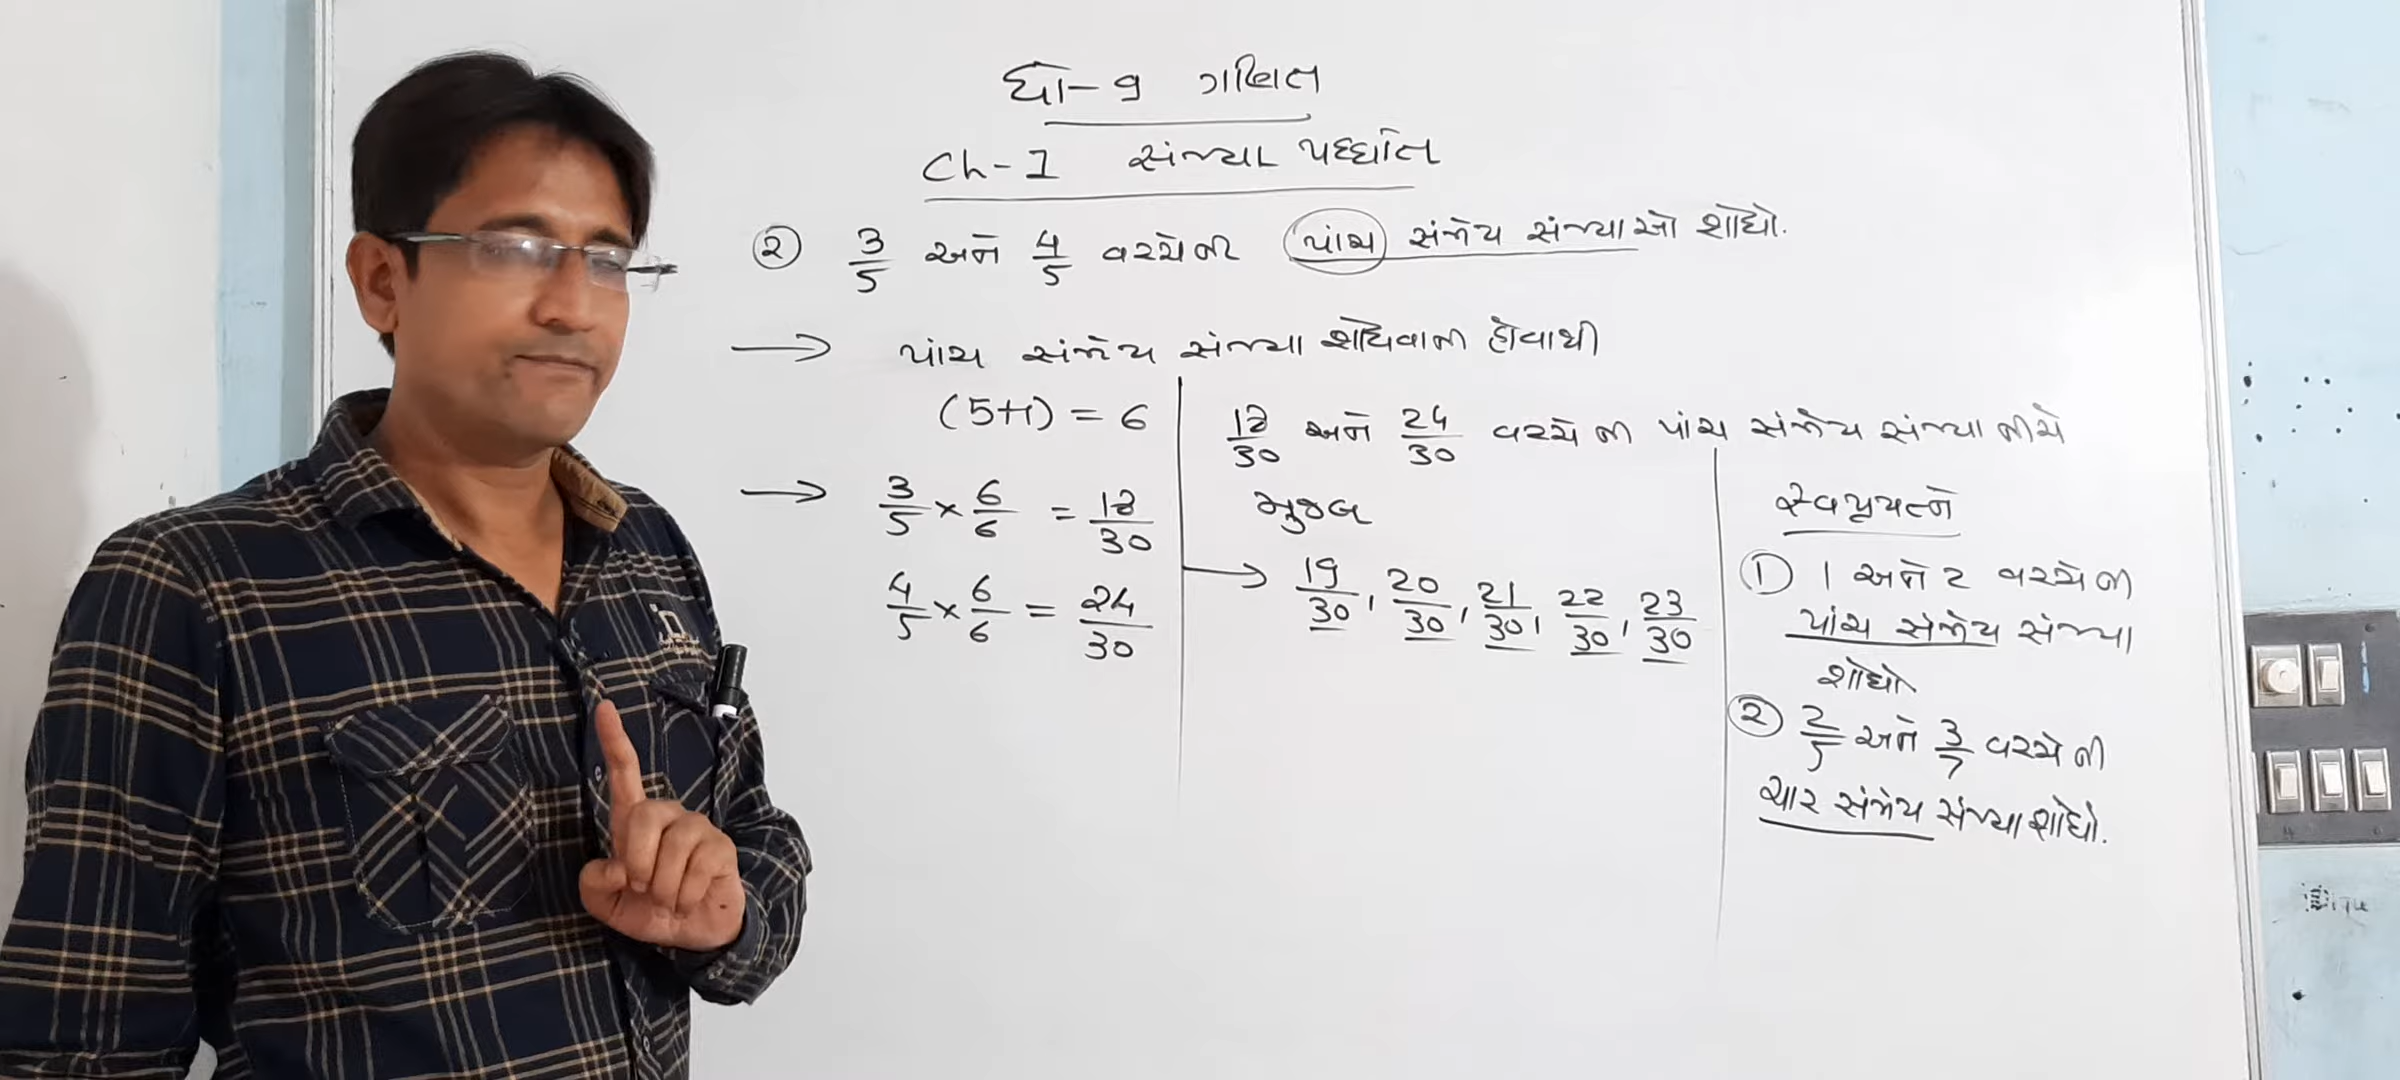 ધો-9 ગણિત
Ch-1 સંખ્યા પદ્ધતિ
(૨) 3/5 અને 4/5 વચ્ચેની પાંચ સંમેય સંખ્યાઓ શોધો.
→ પાંચ સંમેય સંખ્યા શોધવાની હોવાથી
(5+1) = 6
→ 3/5 × 6/6 = 18/30
4/5 × 6/6 = 24/30
18/30 અને 24/30 વચ્ચેની પાંચ સંમેય સંખ્યા નીચે
મુજબ
→ 19/30, 20/30, 21/30, 22/30, 23/30
સ્વપ્રયત્ને
(1) 1 અને 2 વચ્ચેની
પાંચ સંમેય સંખ્યા
શોધો
(૨) 2/5 અને 3/7 વચ્ચેની
ચાર સંમેય સંખ્યા શોધો.